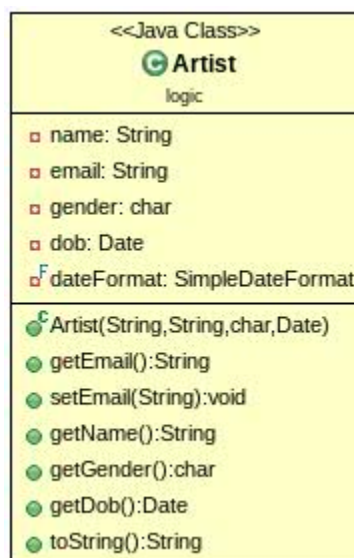 <<Java Class>>
C Artist
logic
name: String
email: String
gender: char
dob: Date
F dateFormat: SimpleDateFormat
C Artist(String,String,char,Date)
getEmail():String
setEmail(String):void
getName():String
getGender():char
getDob():Date
toString():String